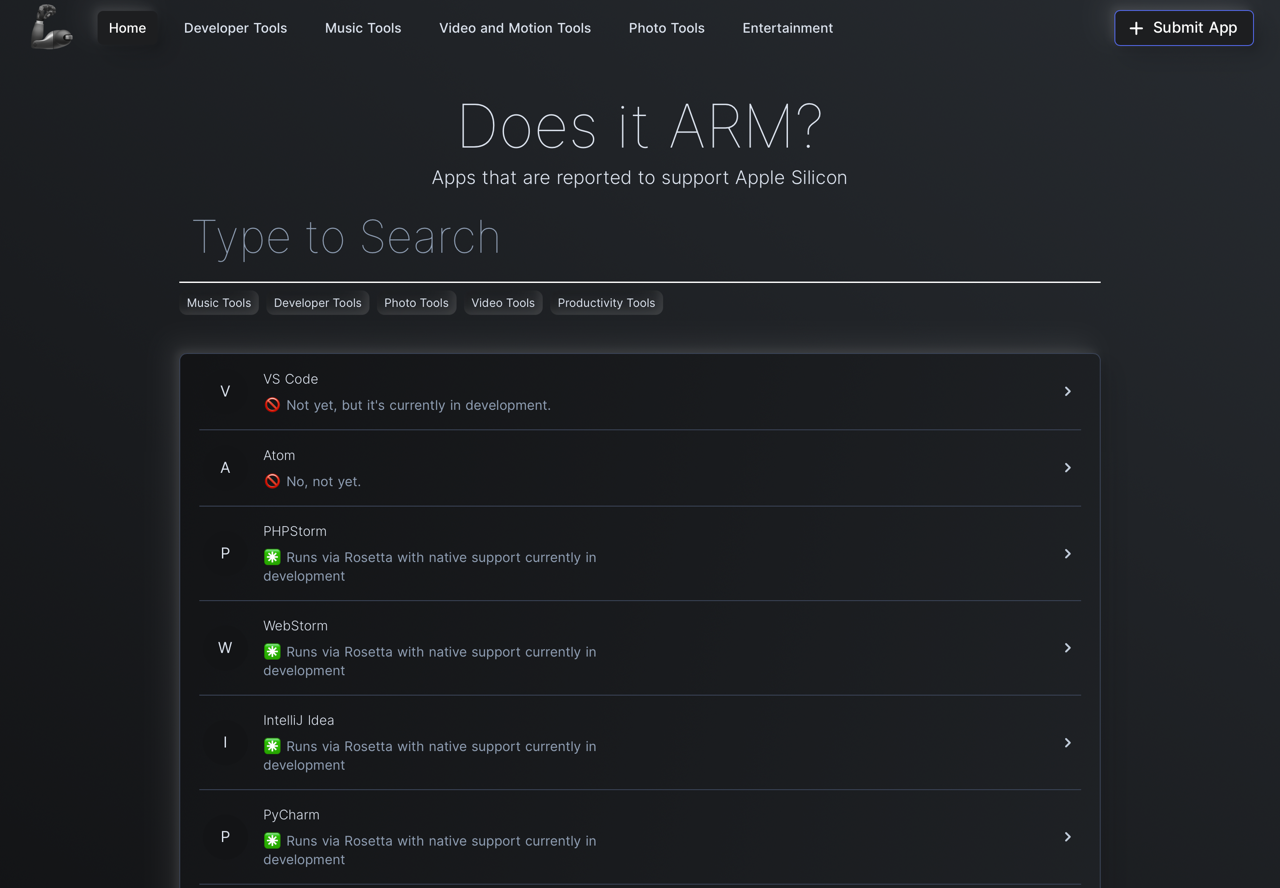 Home
Developer Tools
Music Tools
Video and Motion Tools
Photo Tools
Entertainment
+ Submit App
Does it ARM?
Apps that are reported to support Apple Silicon
Type to Search
Music Tools
Developer Tools
Photo Tools
Video Tools
Productivity Tools
V
VS Code
🚫 Not yet, but it's currently in development.
A
Atom
🚫 No, not yet.
P
PHPStorm
✳️ Runs via Rosetta with native support currently in
development
W
WebStorm
✳️ Runs via Rosetta with native support currently in
development
I
IntelliJ Idea
✳️ Runs via Rosetta with native support currently in
development
P
PyCharm
✳️ Runs via Rosetta with native support currently in
development